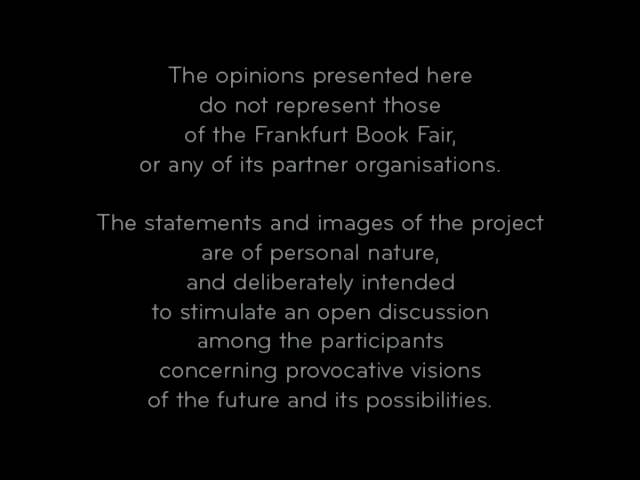 The opinions presented here
do not represent those
of the Frankfurt Book Fair,
or any of its partner organisations.
The statements and images of the project
are of personal nature,
and deliberately intended
to stimulate an open discussion
among the participants
concerning provocative visions
of the future and its possibilities.